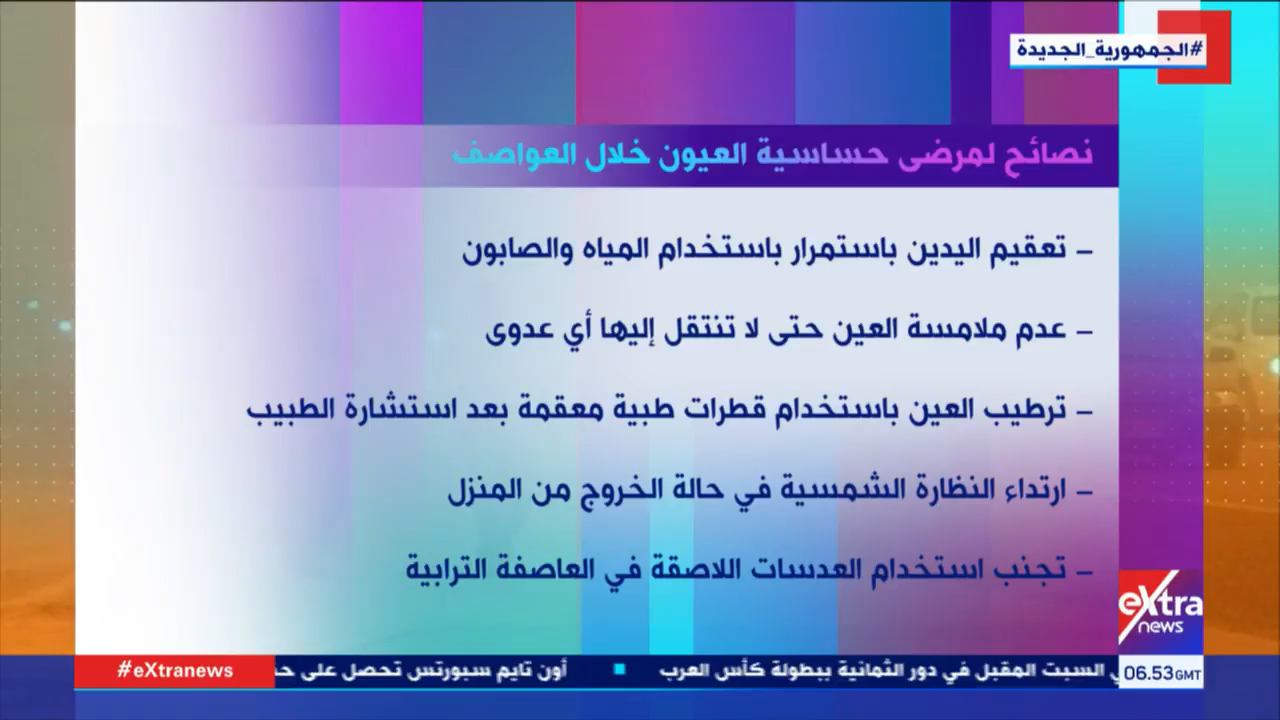 #الجمهورية_الجديدة
نصائح لمرضى حساسية العيون خلال العواصف
- تعقيم اليدين باستمرار باستخدام المياه والصابون
- عدم ملامسة العين حتى لا تنتقل إليها أي عدوى
- ترطيب العين باستخدام قطرات طبية معقمة بعد استشارة الطبيب
- ارتداء النظارة الشمسية في حالة الخروج من المنزل
- تجنب استخدام العدسات اللاصقة في العاصفة الترابية
eXtra
news
السبت المقبل في دور الثمانية ببطولة كأس العرب ■ أون تايم سبورتس تحصل على
#eXtranews
06.53GMT